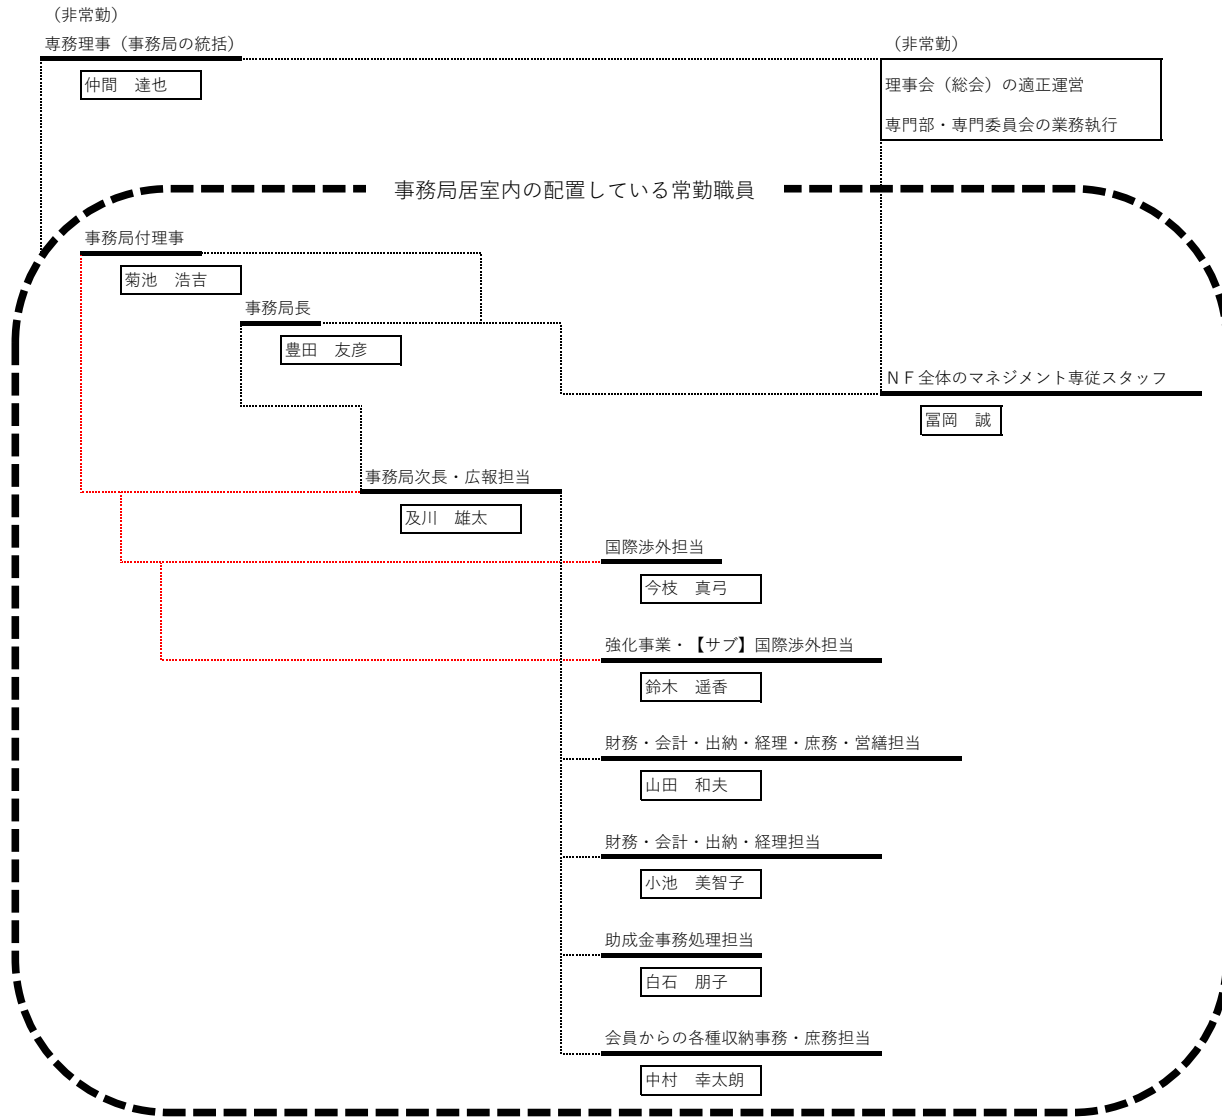 （非常勤）
専務理事（事務局の統括）
仲間　達也
（非常勤）
理事会（総会）の適正運営
専門部・専門委員会の業務執行
事務局居室内の配置している常勤職員
事務局付理事
菊池　浩吉
事務局長
豊田　友彦
ＮＦ全体のマネジメント専従スタッフ
冨岡　誠
事務局次長・広報担当
及川　雄太
国際渉外担当
今枝　真弓
強化事業・【サブ】国際渉外担当
鈴木　遥香
財務・会計・出納・経理・庶務・営繕担当
山田　和夫
財務・会計・出納・経理担当
小池　美智子
助成金事務処理担当
白石　朋子
会員からの各種収納事務・庶務担当
中村　幸太朗